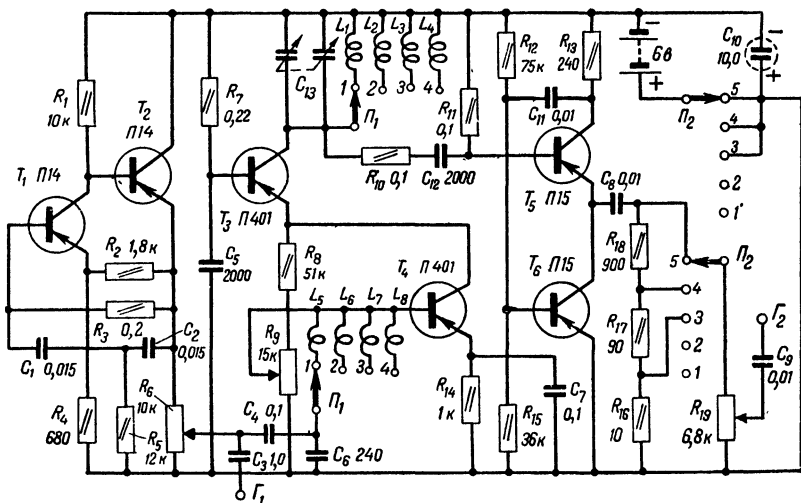 L₁ L₂ L₃ L₄
1 2 3 4
П₁
C₁₃
R₁
10к
T₂
П14
T₁ П14
R₇
0,22
T₃ П401
R₁₀ 0,1
C₁₂ 2000
R₁₁
0,1
R₁₂
75к
R₁₃
240
C₁₁ 0,01
T₅ П15
6в
− +
C₁₀
10,0
− +
П₂
5
4
3
2
1
C₈ 0,01
R₂ 1,8к
R₃ 0,2
C₂
0,015
C₁ 0,015
C₅
2000
R₈
51к
L₅ L₆ L₇ L₈
1 2 3 4
П₁
T₄ П401
T₆ П15
R₁₈
900
R₁₇
90
R₁₆
10
П₂
5
4
3
2
1
Г₂
C₉
0,01
R₄
680
R₅
12к
R₆
10к
C₄ 0,1
C₃ 1,0
Г₁
R₉
15к
C₆ 240
R₁₄
1к
C₇
0,1
R₁₅
36к
R₁₉
6,8к